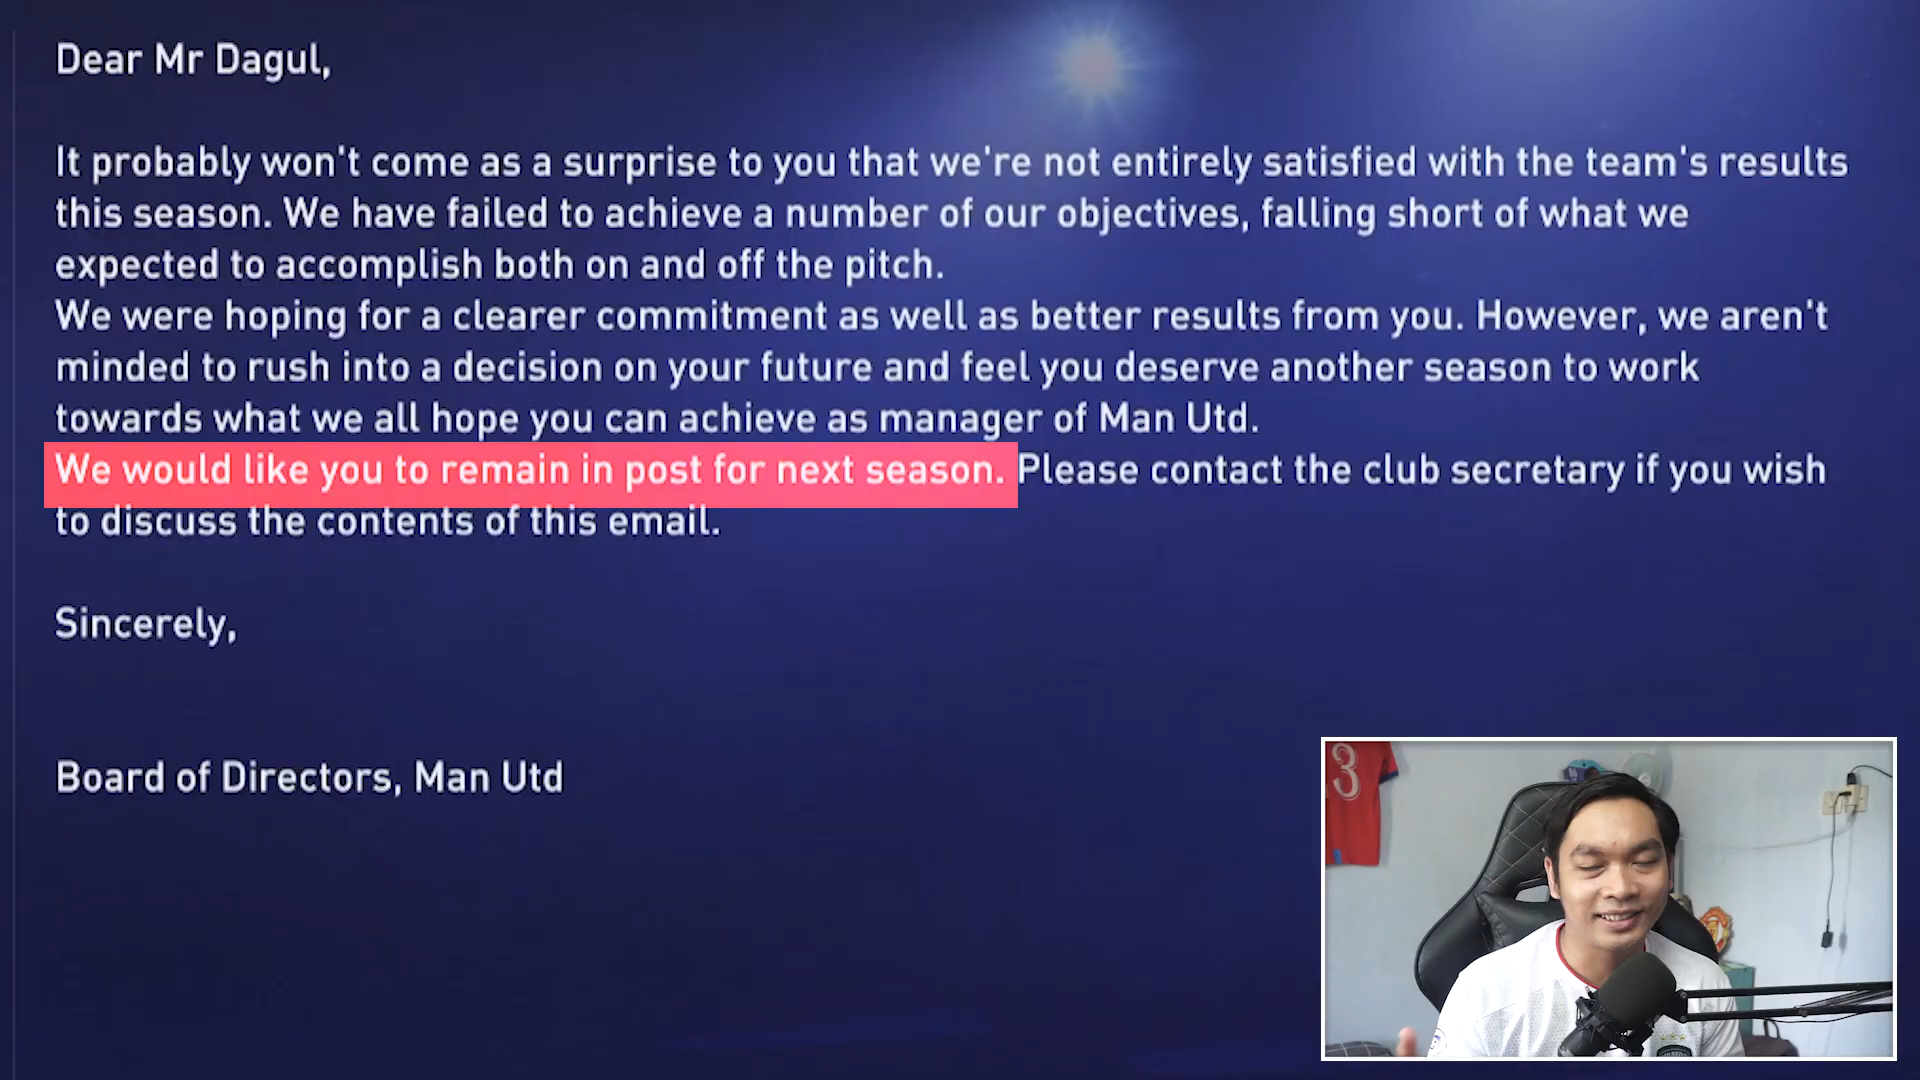 Dear Mr Dagul,
It probably won't come as a surprise to you that we're not entirely satisfied with the team's results
this season. We have failed to achieve a number of our objectives, falling short of what we
expected to accomplish both on and off the pitch.
We were hoping for a clearer commitment as well as better results from you. However, we aren't
minded to rush into a decision on your future and feel you deserve another season to work
towards what we all hope you can achieve as manager of Man Utd.
We would like you to remain in post for next season. Please contact the club secretary if you wish
to discuss the contents of this email.
Sincerely,
Board of Directors, Man Utd
3